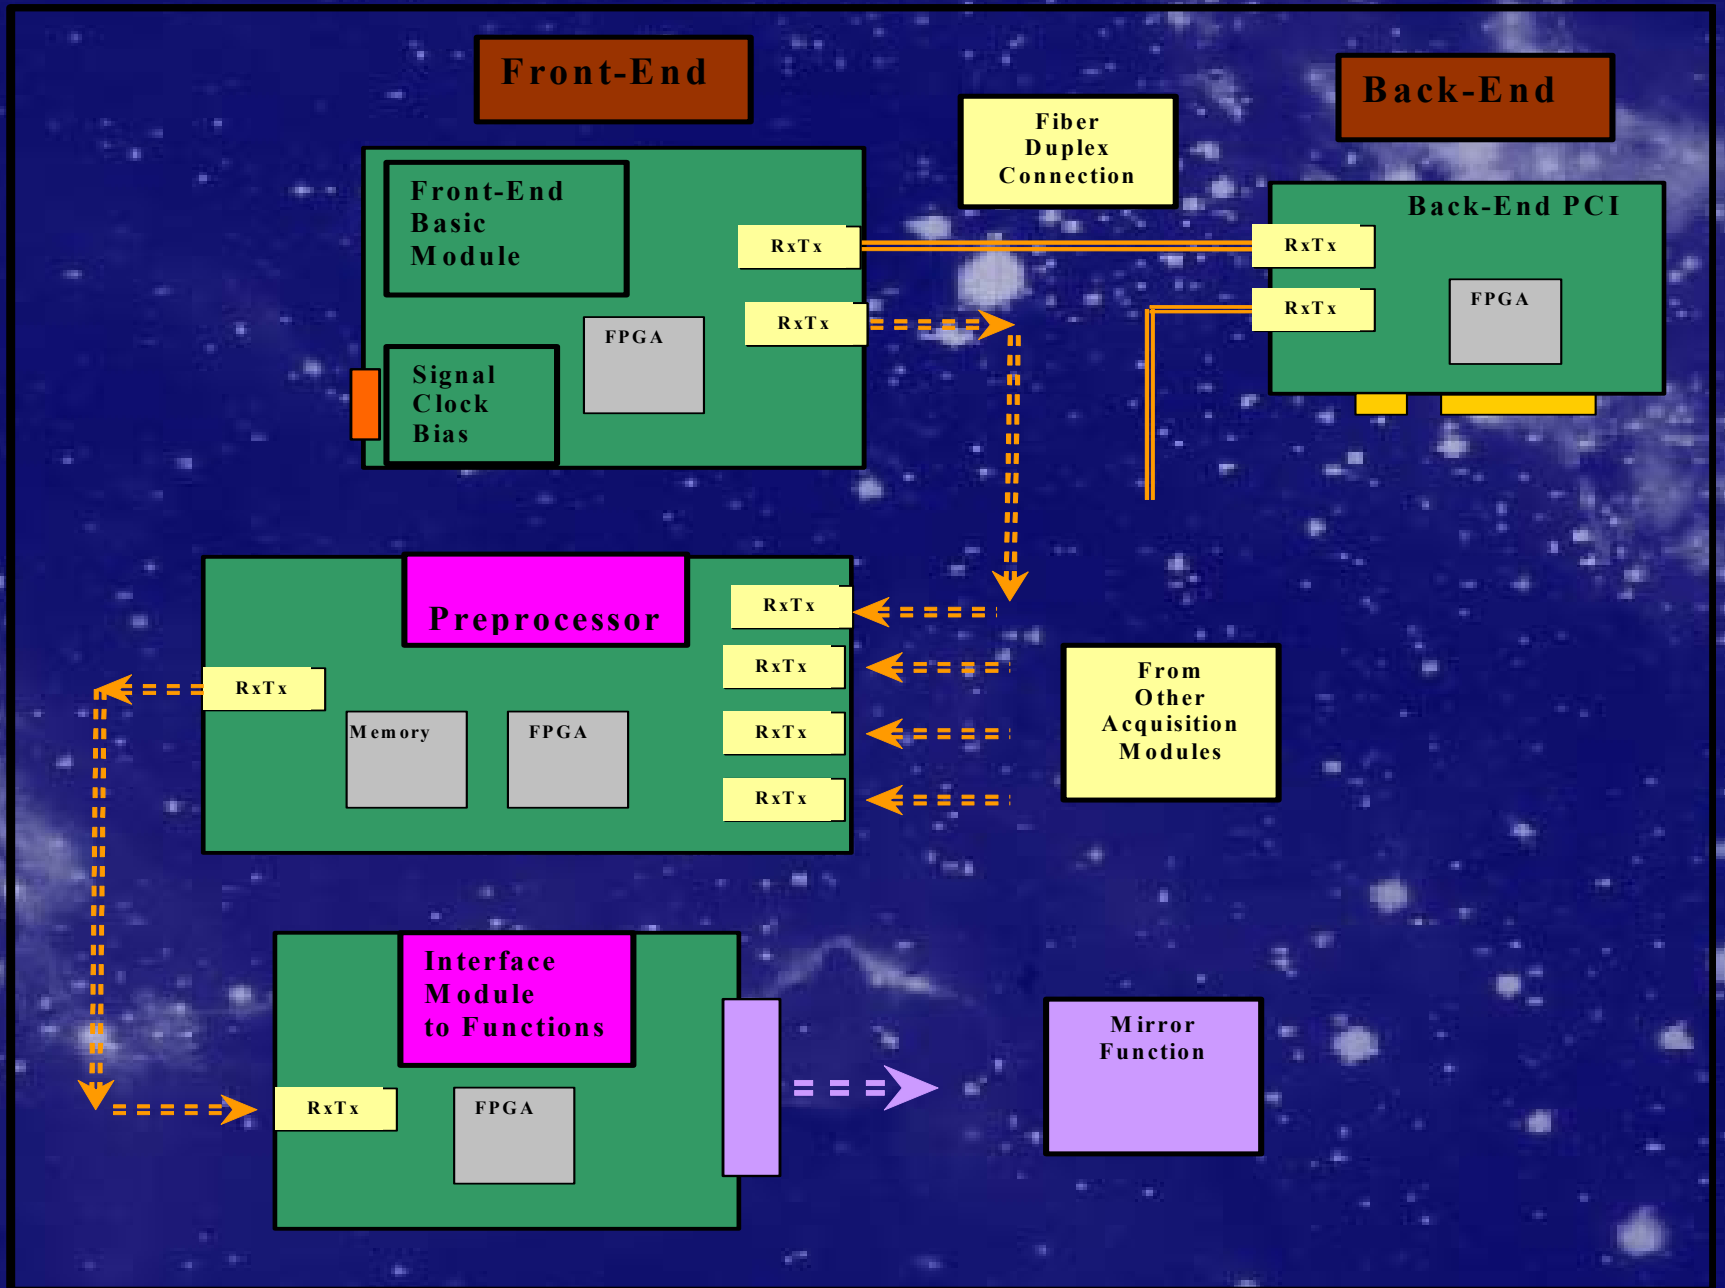 Front-End
Back-End
Fiber
Duplex
Connection
Front-End
Basic
Module
RxTx
RxTx
FPGA
Signal
Clock
Bias
Back-End PCI
RxTx
RxTx
FPGA
Preprocessor
RxTx
RxTx
RxTx
RxTx
RxTx
Memory
FPGA
From
Other
Acquisition
Modules
Interface
Module
to Functions
RxTx
FPGA
Mirror
Function